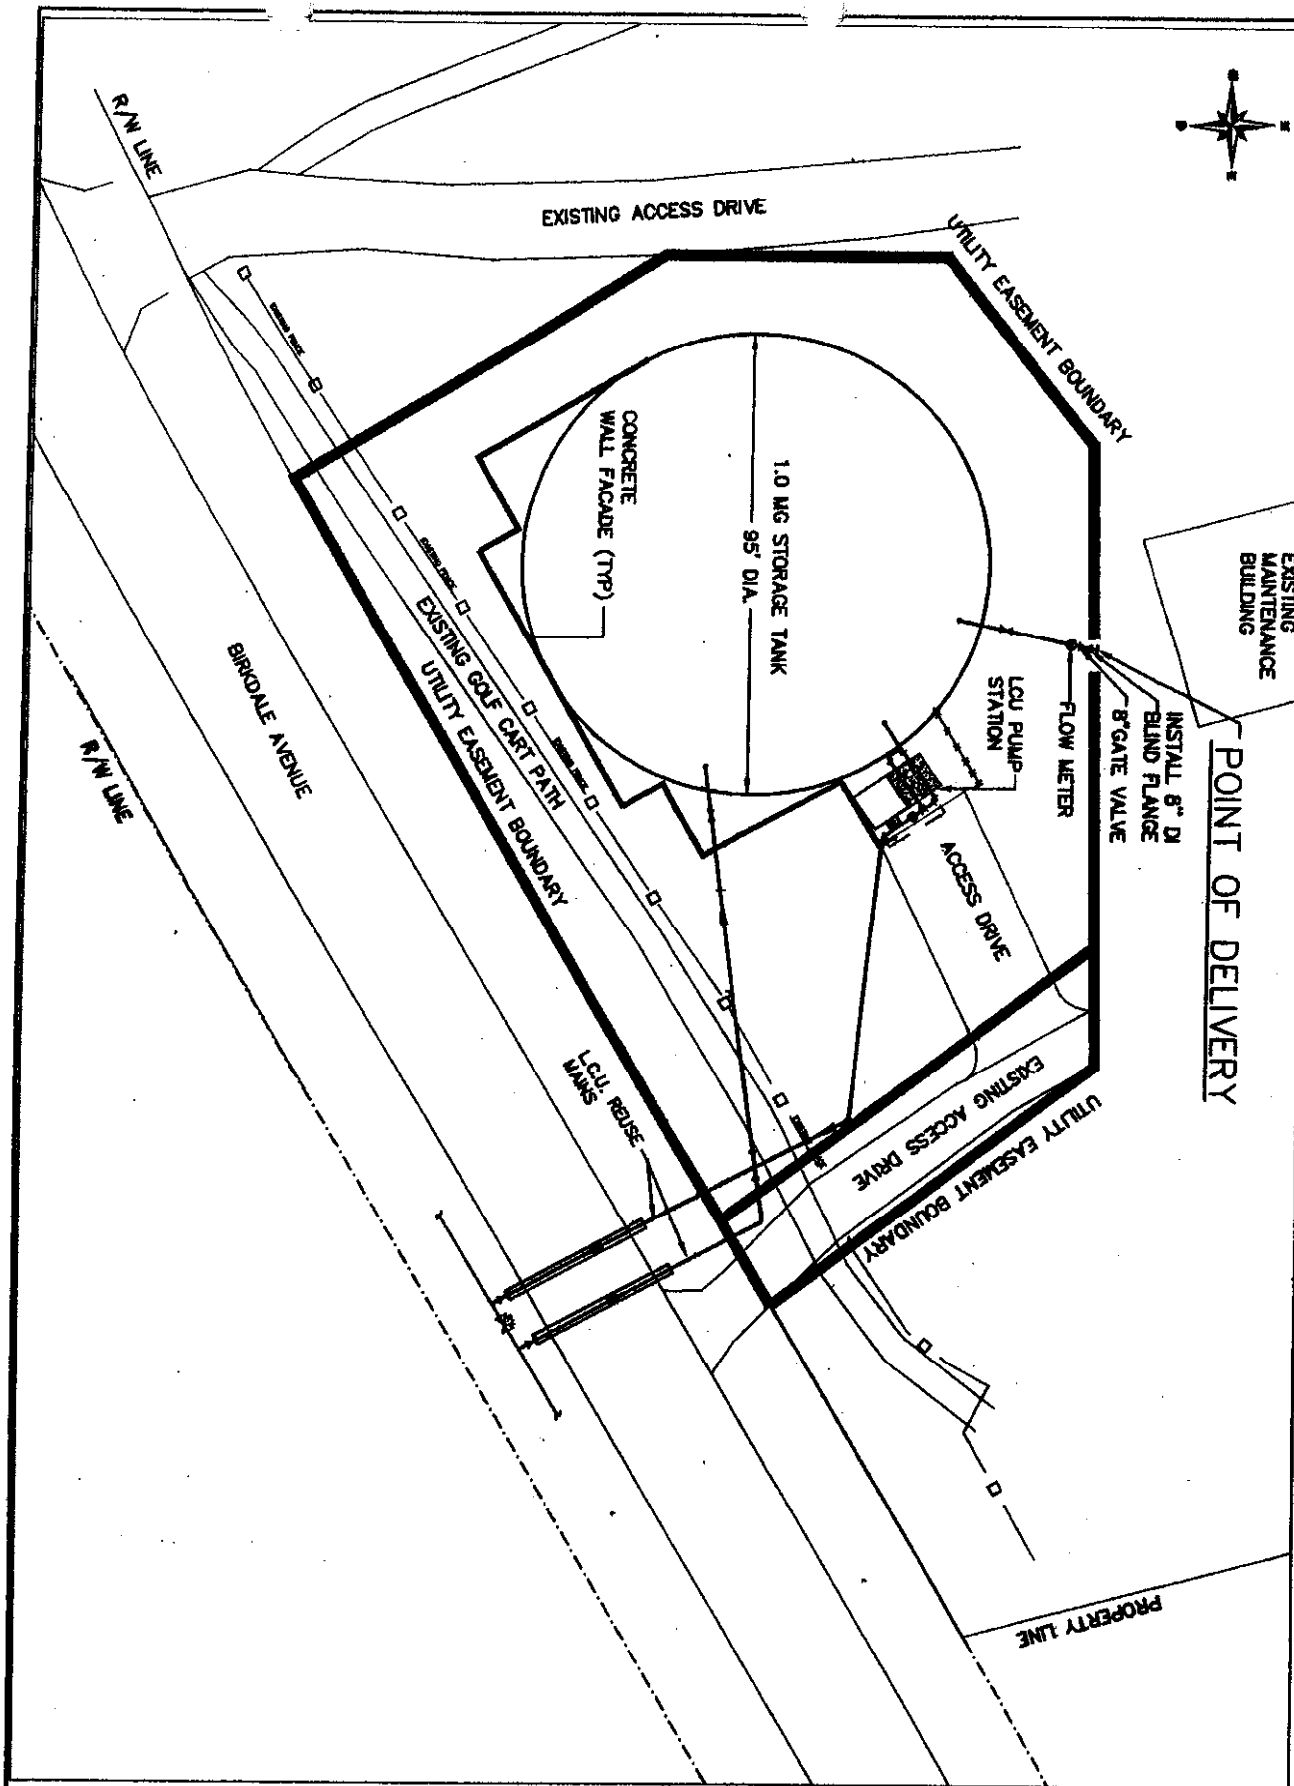 R/W LINE
EXISTING ACCESS DRIVE
UTILITY EASEMENT BOUNDARY
EXISTING
MAINTENANCE
BUILDING
POINT OF DELIVERY
INSTALL 8" DI
BLIND FLANGE
8"GATE VALVE
FLOW METER
LCU PUMP
STATION
1.0 MG STORAGE TANK
95' DIA.
CONCRETE
WALL FACADE (TYP)
ACCESS DRIVE
EXISTING GOLF CART PATH
UTILITY EASEMENT BOUNDARY
BIRKDALE AVENUE
R/W LINE
L.C.U. REUSE
MAINS
EXISTING ACCESS DRIVE
UTILITY EASEMENT BOUNDARY
PROPERTY LINE